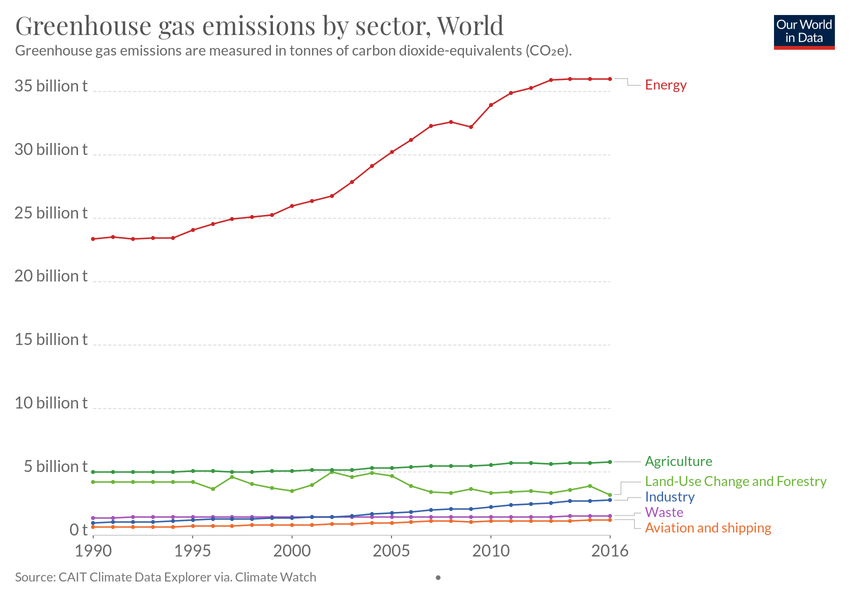 Greenhouse gas emissions by sector, World
Our World
in Data
Greenhouse gas emissions are measured in tonnes of carbon dioxide-equivalents (CO₂e).
35 billion t
Energy
30 billion t
25 billion t
20 billion t
15 billion t
10 billion t
5 billion t
Agriculture
Land-Use Change and Forestry
Industry
Waste
0 t
Aviation and shipping
1990
1995
2000
2005
2010
2016
Source: CAIT Climate Data Explorer via. Climate Watch